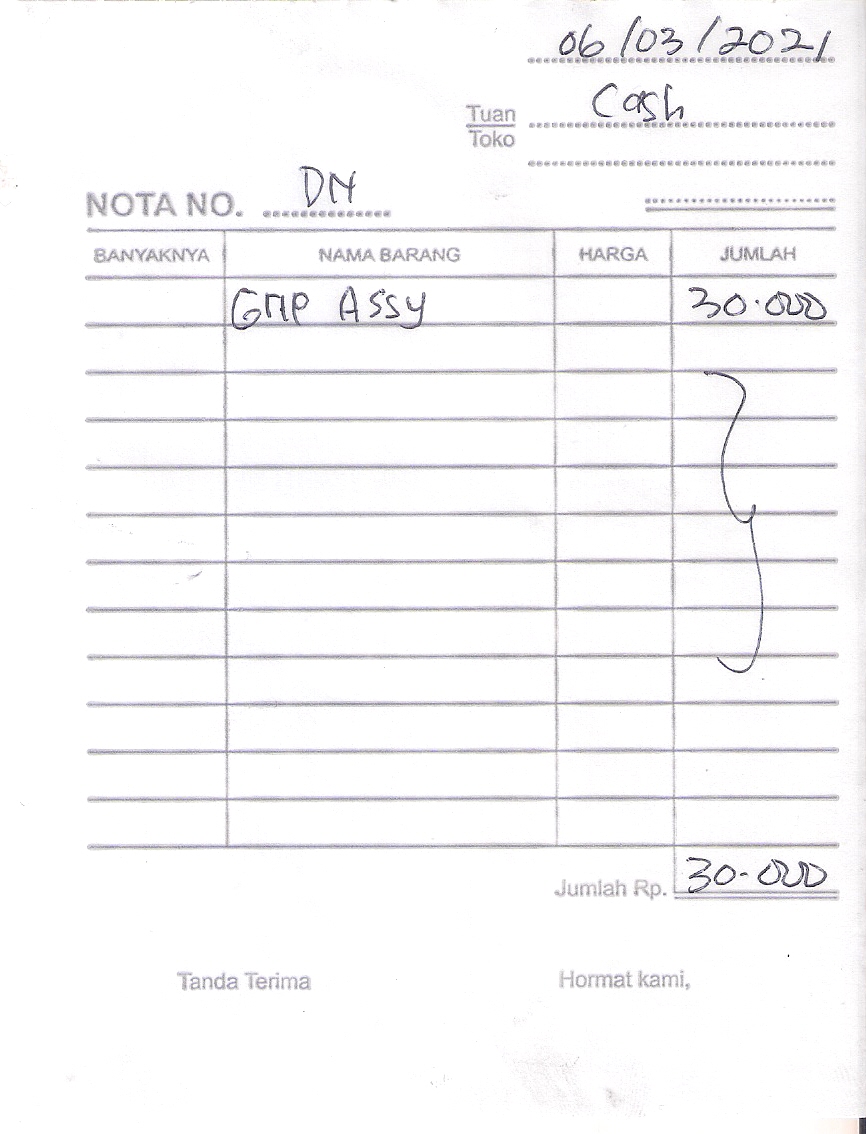 06/03/2021
Tuan Cash
Toko
NOTA NO. DN
BANYAKNYA NAMA BARANG HARGA JUMLAH
GMP ASSY 30.000
Jumlah Rp. 30.000
Tanda Terima Hormat kami,